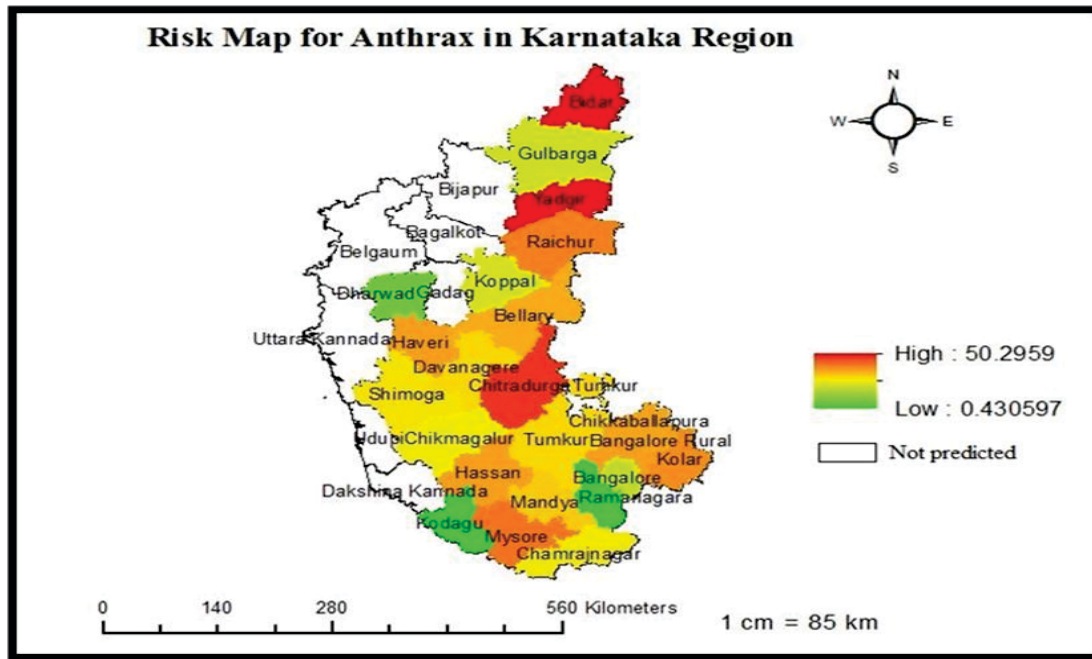 Risk Map for Anthrax in Karnataka Region
N
W E
S
Bidar
Gulbarga
Yadgir
Bijapur
Raichur
Bagalkot
Belgaum
Koppal
Dharwad Gadag
Bellary
Uttara Kannada Haveri
Davanagere
Chitradurga Tumkur
Shimoga
Chikkaballapura
Udupi Chikmagalur Tumkur Bangalore Rural
Kolar
Hassan
Bangalore
Dakshina Kannada
Ramanagara
Mandya
Kodagu
Mysore
Chamrajnagar
High : 50.2959
Low : 0.430597
Not predicted
0 140 280 560 Kilometers
1 cm = 85 km